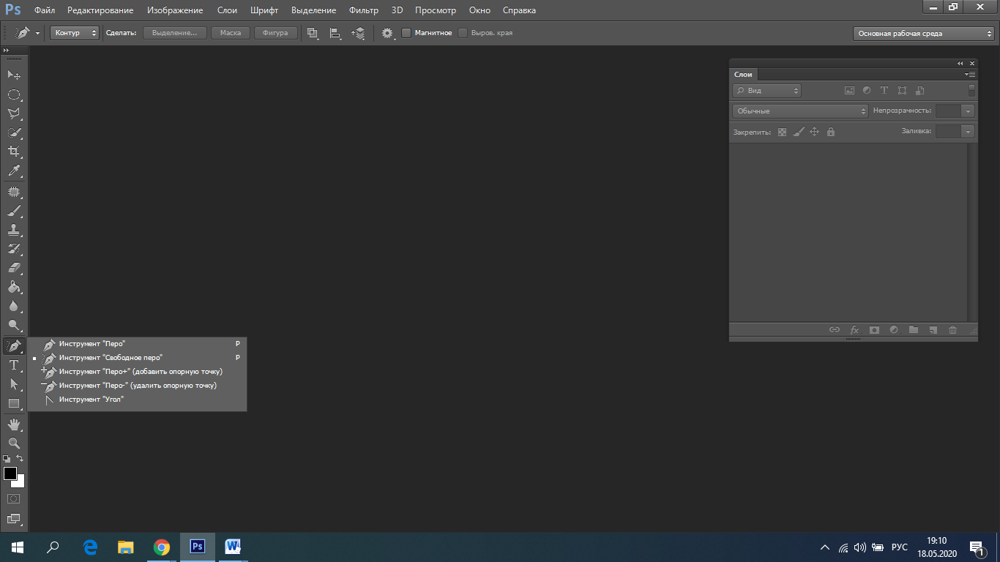 Ps Файл Редактирование Изображение Слои Шрифт Выделение Фильтр 3D Просмотр Окно Справка
Контур Сделать: Выделение... Маска Фигура Магнитное Выров. края Основная рабочая среда
Слои
Вид
Обычные Непрозрачность:
Закрепить: Заливка:
Инструмент "Перо" P
Инструмент "Свободное перо" P
Инструмент "Перо+" (добавить опорную точку)
Инструмент "Перо-" (удалить опорную точку)
Инструмент "Угол"
РУС 19:10
18.05.2020
1